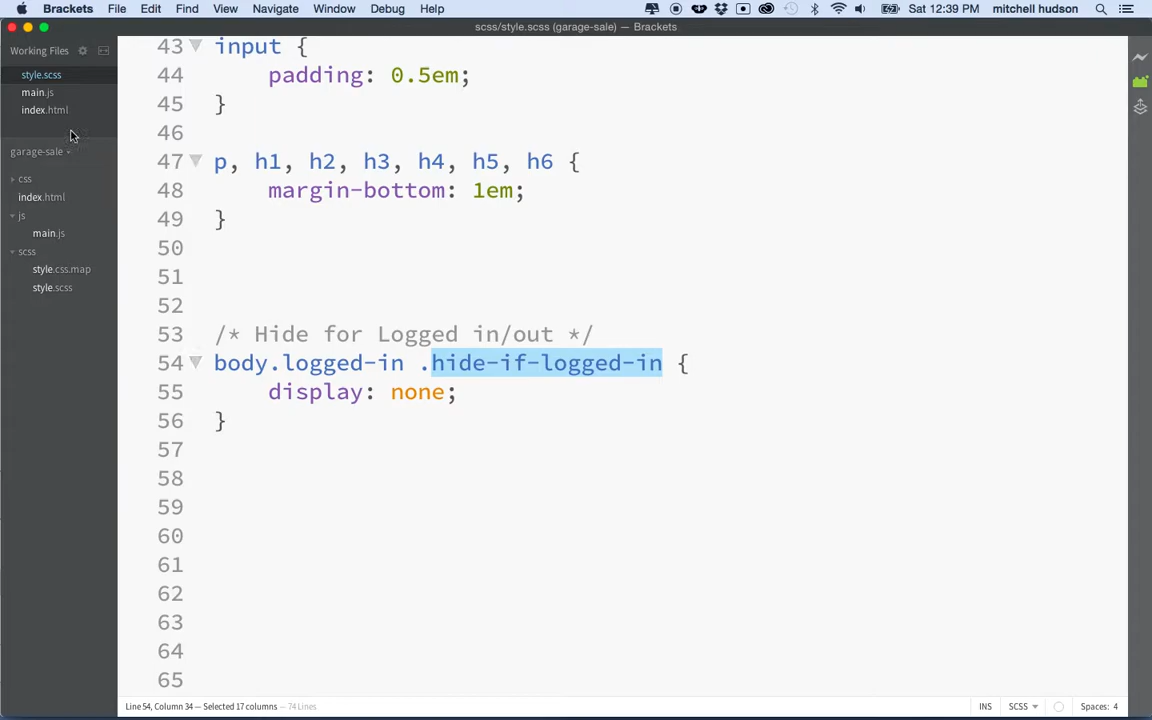 Brackets File Edit Find View Navigate Window Debug Help Sat 12:39 PM mitchell hudson
scss/style.scss (garage-sale) — Brackets
Working Files
style.scss
main.js
index.html
garage-sale
css
index.html
js
main.js
scss
style.css.map
style.scss
43 input {
44 padding: 0.5em;
45 }
46
47 p, h1, h2, h3, h4, h5, h6 {
48 margin-bottom: 1em;
49 }
50
51
52
53 /* Hide for Logged in/out */
54 body.logged-in .hide-if-logged-in {
55 display: none;
56 }
57
58
59
60
61
62
63
64
65
Line 54, Column 34 — Selected 17 columns — 74 Lines INS SCSS Spaces: 4